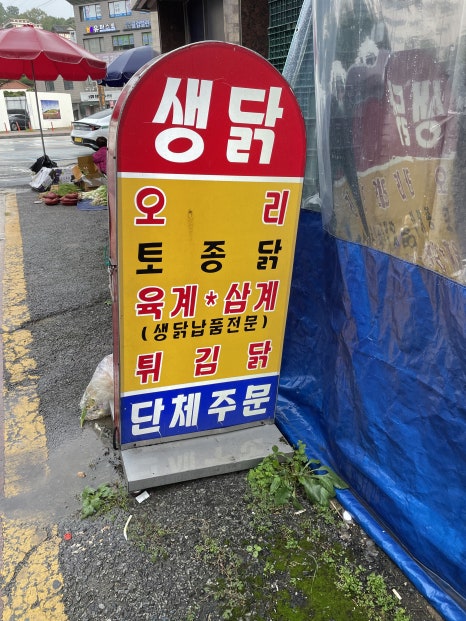 생닭
오리
토종닭
육계*삼계
(생닭납품전문)
튀김닭
단체주문